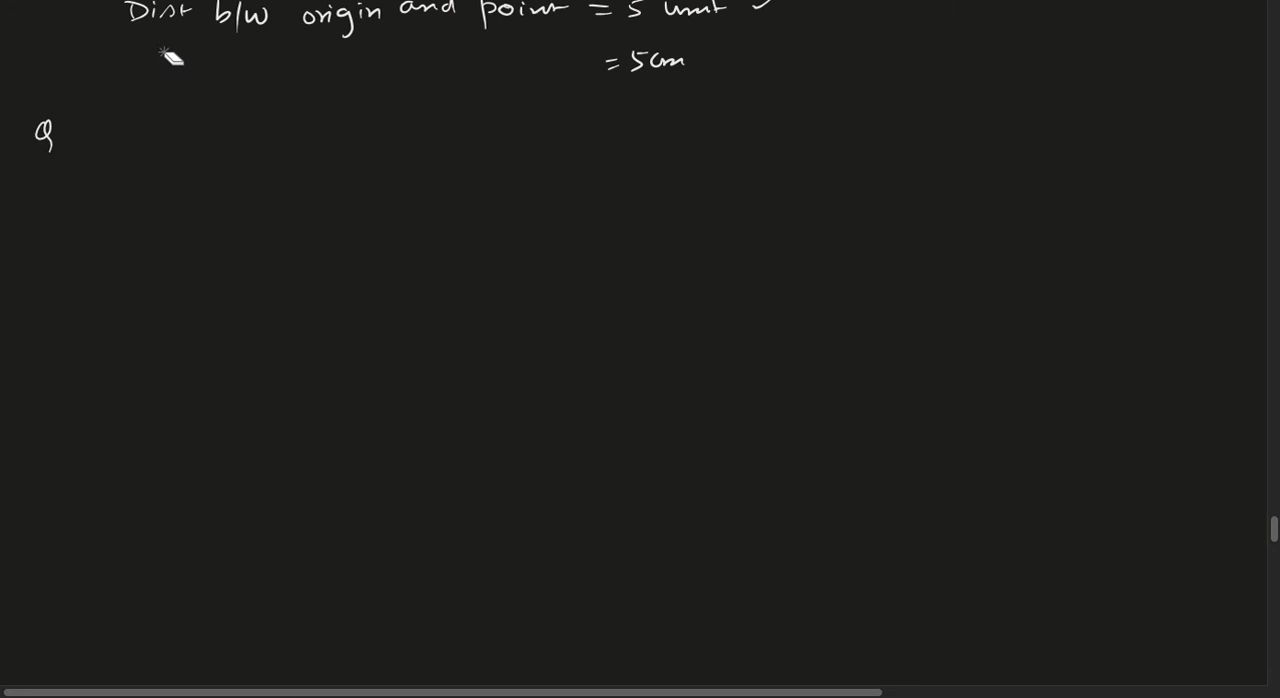 Dist b/w origin and point = 5 unit
= 5cm
Q